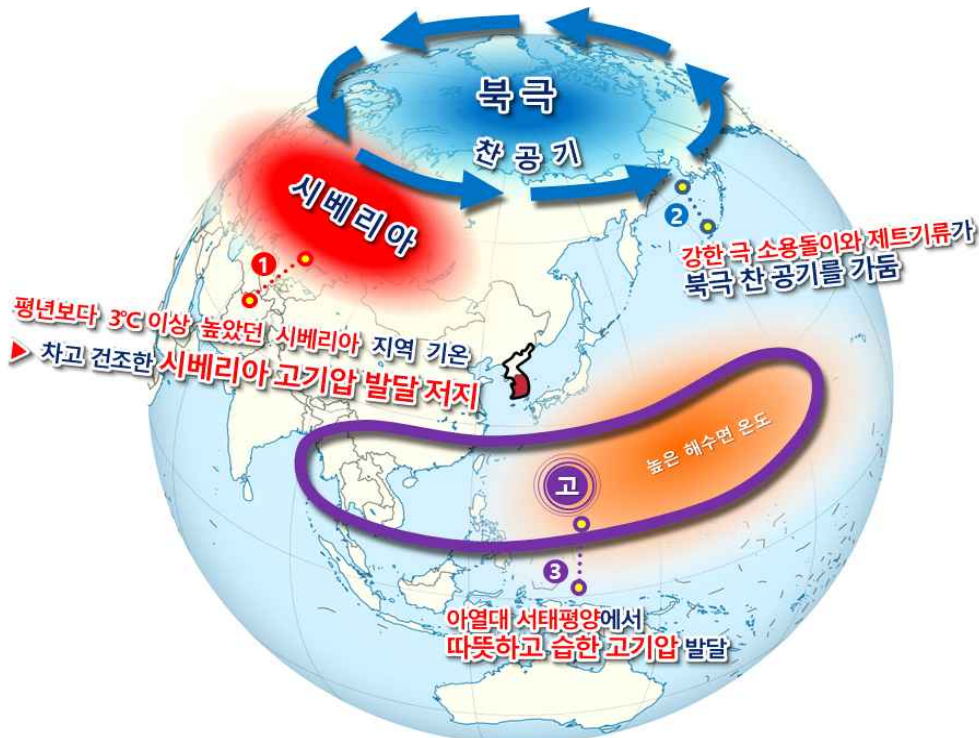 북극
찬 공기
시베리아
1
평년보다 3℃ 이상 높았던 시베리아 지역 기온
▶ 차고 건조한 시베리아 고기압 발달 저지
2
강한 극 소용돌이와 제트기류가
북극 찬 공기를 가둠
높은 해수면 온도
고
3
아열대 서태평양에서
따뜻하고 습한 고기압 발달